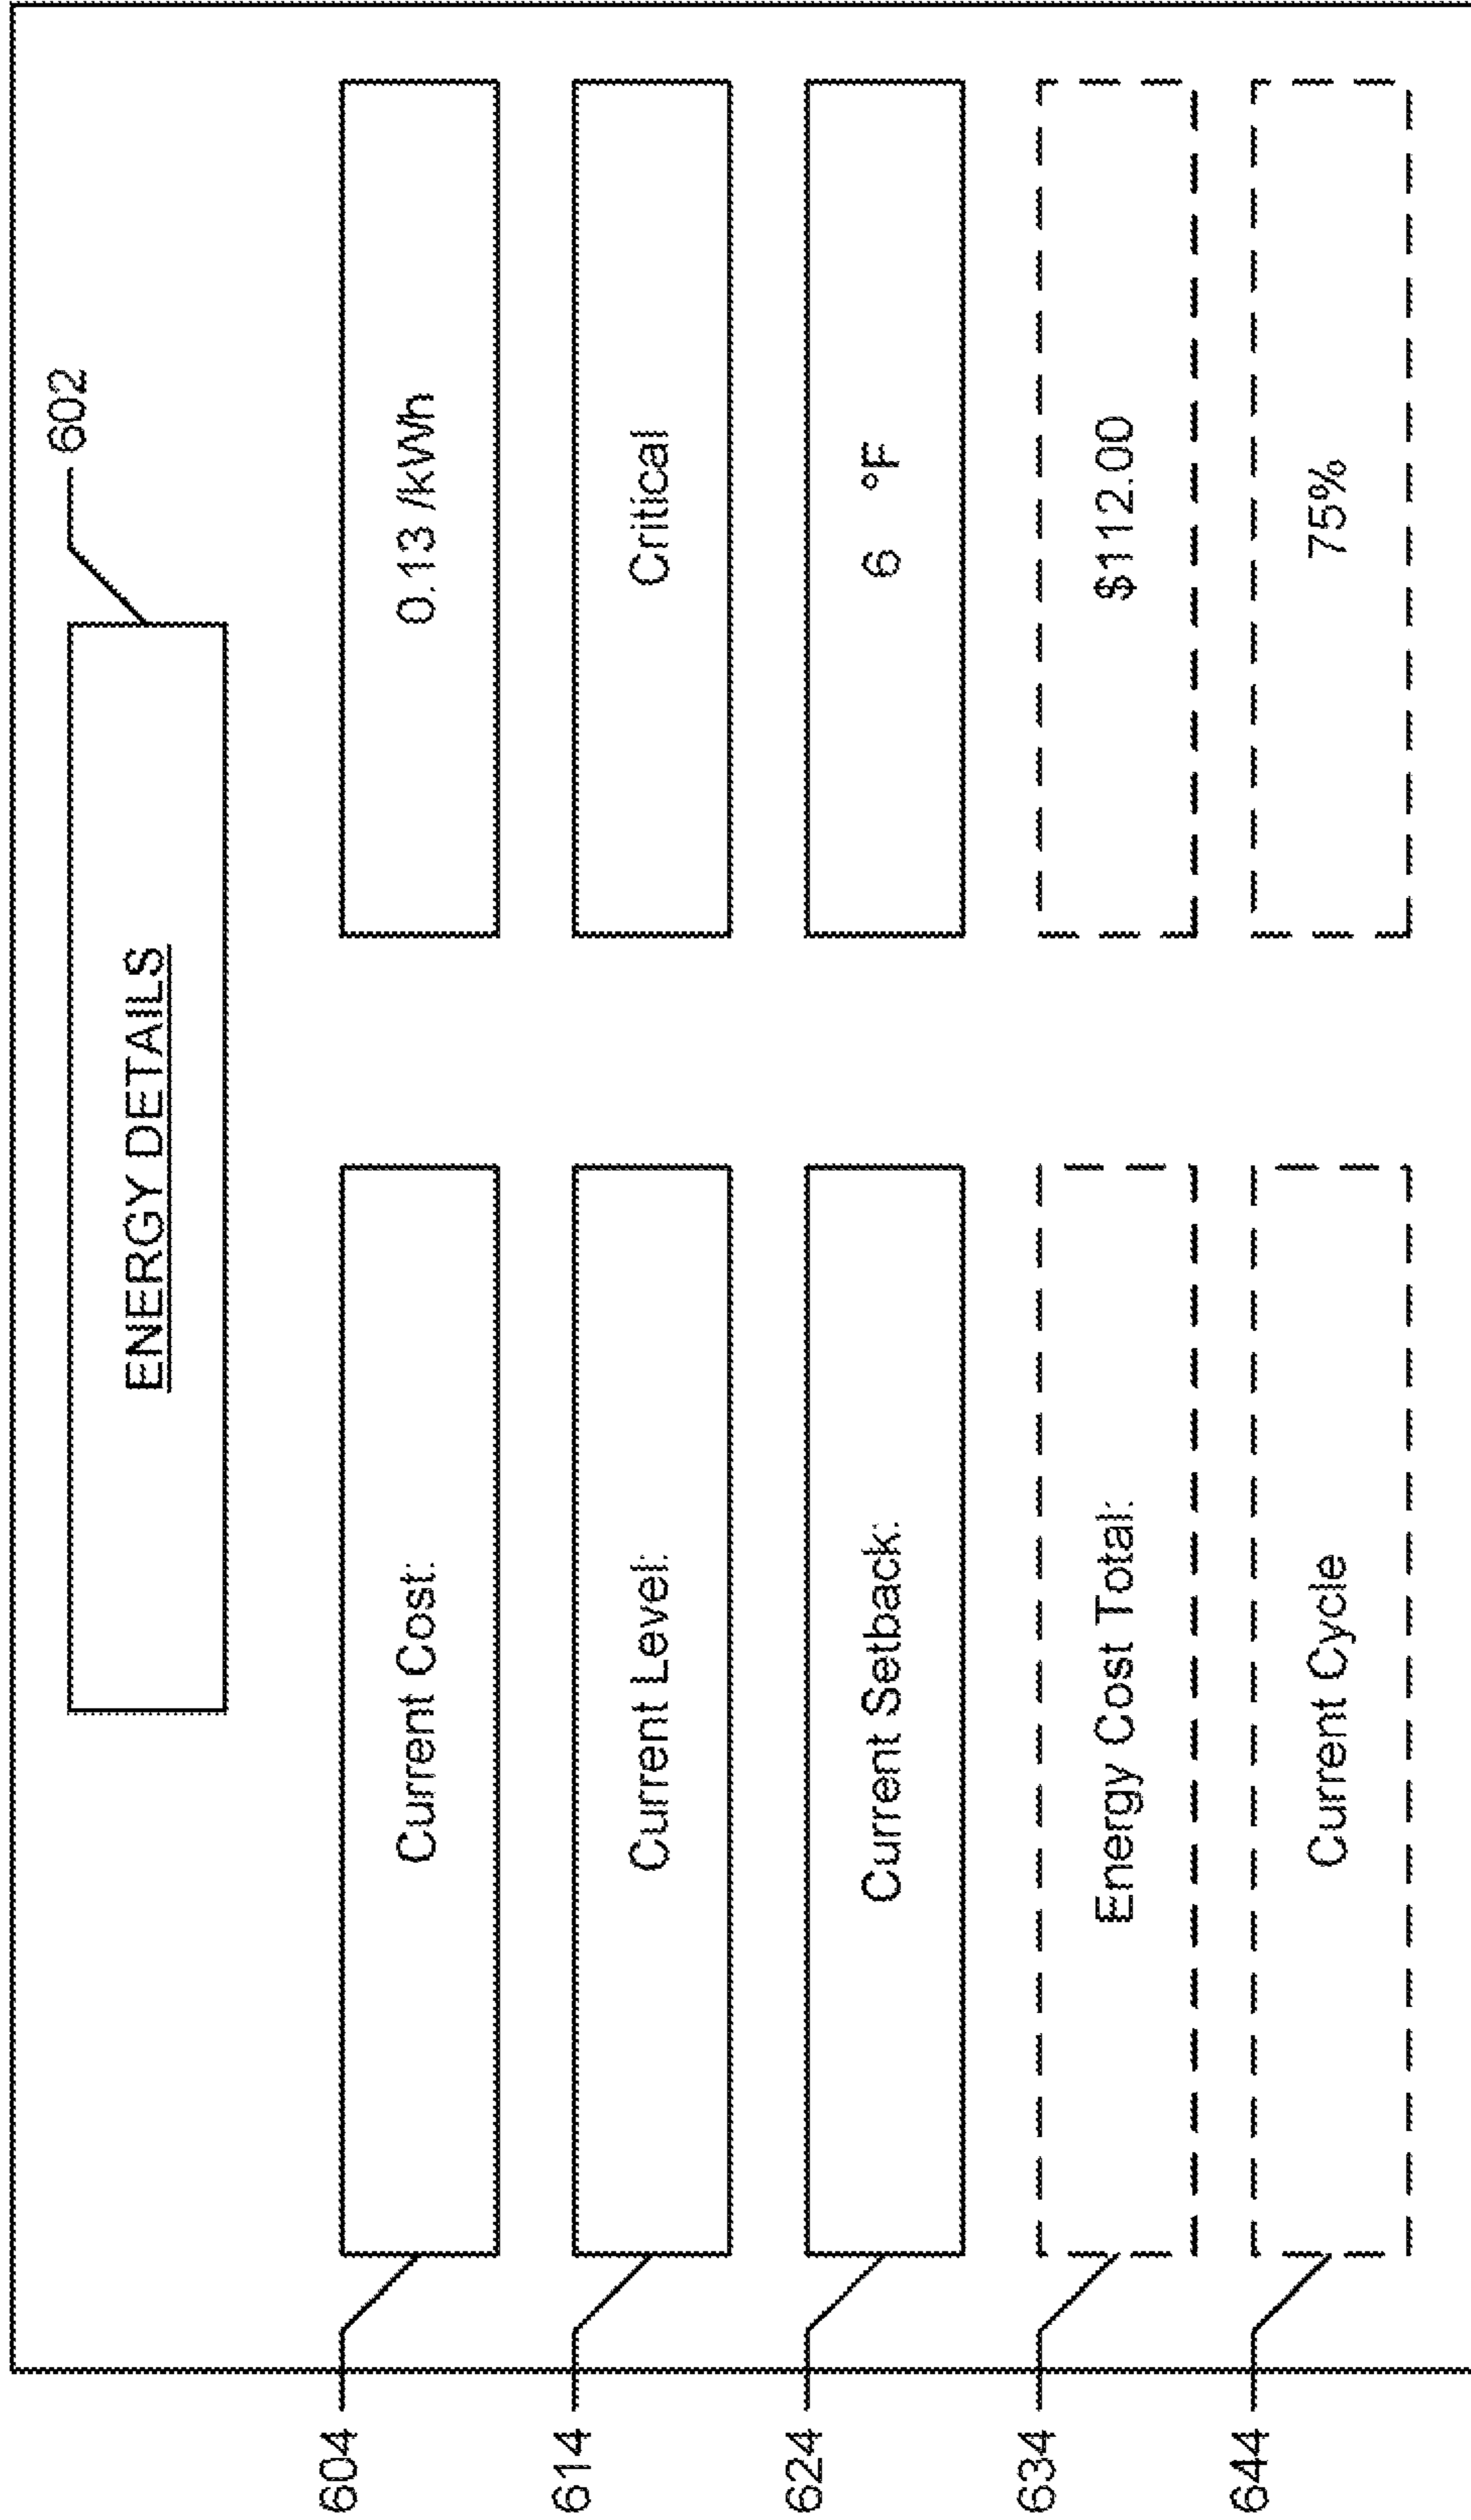 602
ENERGY DETAILS
604 Current Cost: 0.13 /kWh
614 Current Level: Critical
624 Current Setback: 6 °F
634 Energy Cost Total: $112.00
644 Current Cycle 75%